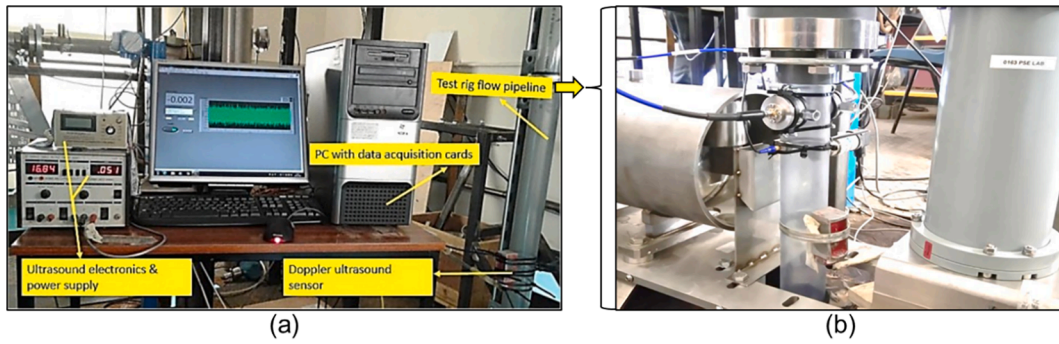 -0.002
16.84
.051
Test rig flow pipeline
PC with data acquisition cards
Ultrasound electronics &
power supply
Doppler ultrasound
sensor
0163 PSE LAB
(a)
(b)